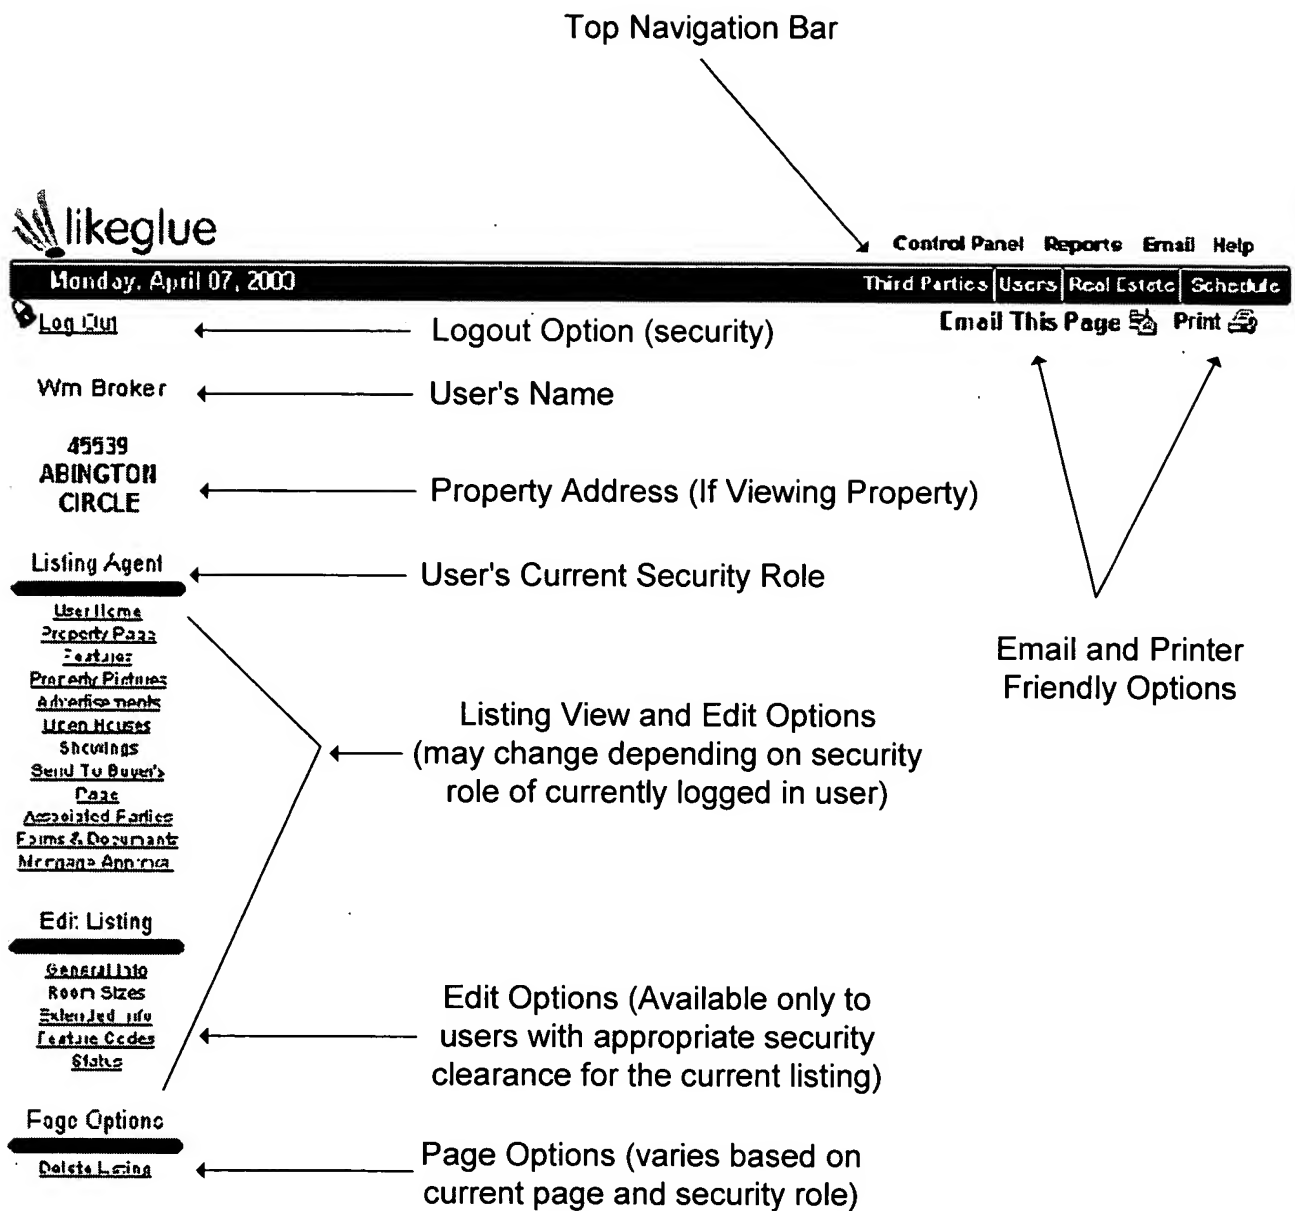 Top Navigation Bar
likeglue
Control Panel Reports Email Help
Monday, April 07, 2003
Third Parties Users Real Estate Schedule
Log Out
Logout Option (security)
Email This Page Print
Wm Broker
User's Name
45539
ABINGTON
CIRCLE
Property Address (If Viewing Property)
Listing Agent
User's Current Security Role
User Home
Property Page
Features
Property Pictures
Advertisements
Open Houses
Showings
Send To Buyer's
Page
Associated Parties
Forms & Documents
Mortgage Approval
Email and Printer
Friendly Options
Listing View and Edit Options
(may change depending on security
role of currently logged in user)
Edit Listing
General Info
Room Sizes
Extended Info
Feature Codes
Status
Edit Options (Available only to
users with appropriate security
clearance for the current listing)
Page Options
Delete Listing
Page Options (varies based on
current page and security role)